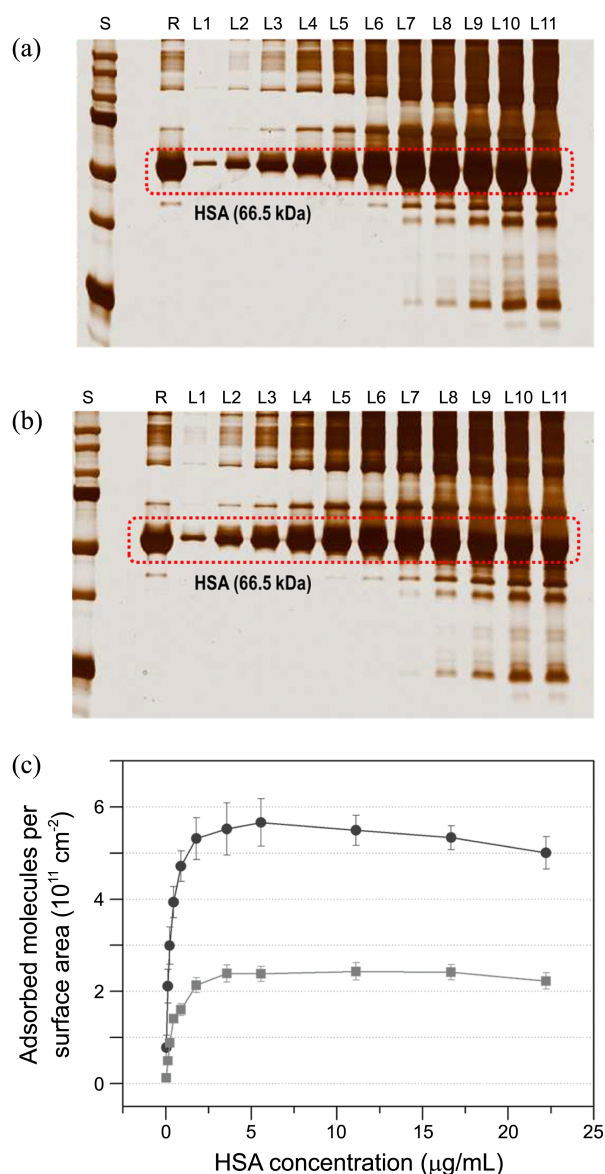 (a)
S R L1 L2 L3 L4 L5 L6 L7 L8 L9 L10 L11
HSA (66.5 kDa)
(b)
S R L1 L2 L3 L4 L5 L6 L7 L8 L9 L10 L11
HSA (66.5 kDa)
(c)
Adsorbed molecules per
surface area (10¹¹ cm⁻²)
6
4
2
0
0 5 10 15 20 25
HSA concentration (μg/mL)